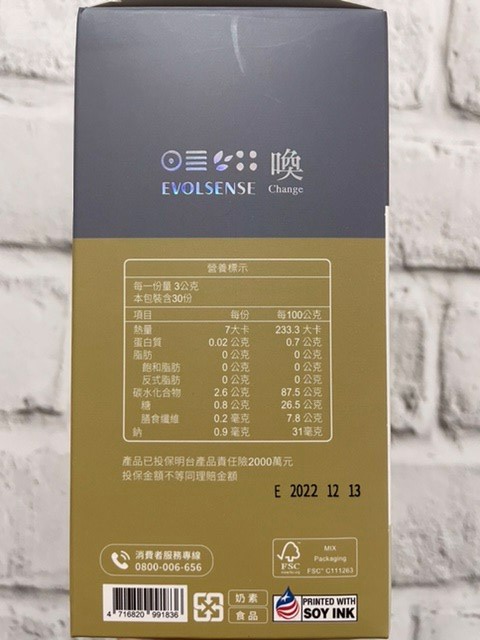 EVOLSENSE 喚 Change
營養標示
每一份量 3公克
本包裝含30份
項目 每份 每100公克
熱量 7大卡 233.3 大卡
蛋白質 0.02 公克 0.7 公克
脂肪 0 公克 0 公克
飽和脂肪 0 公克 0 公克
反式脂肪 0 公克 0 公克
碳水化合物 2.6 公克 87.5 公克
糖 0.8 公克 26.5 公克
膳食纖維 0.2 毫克 7.8 公克
鈉 0.9 毫克 31毫克
產品已投保明台產品責任險2000萬元
投保金額不等同理賠金額
E 2022 12 13
消費者服務專線
0800-006-656
FSC
MIX
Packaging
FSC® C111263
4 716820 991836
奶素
食品
PRINTED WITH
SOY INK